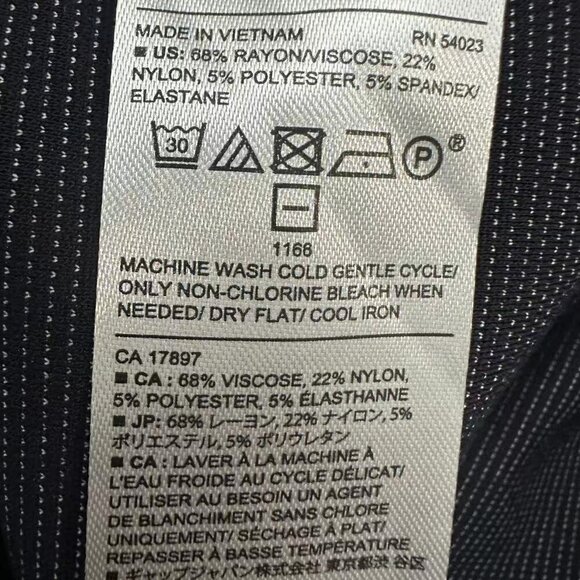 MADE IN VIETNAM RN 54023
■ US: 68% RAYON/VISCOSE, 22%
NYLON, 5% POLYESTER, 5% SPANDEX/
ELASTANE
30 P ®
1166
MACHINE WASH COLD GENTLE CYCLE/
ONLY NON-CHLORINE BLEACH WHEN
NEEDED/ DRY FLAT/ COOL IRON
CA 17897
■ CA : 68% VISCOSE, 22% NYLON,
5% POLYESTER, 5% ÉLASTHANNE
■ JP: 68% レーヨン, 22% ナイロン, 5%
ポリエステル, 5% ポリウレタン
■ CA : LAVER À LA MACHINE À
L'EAU FROIDE AU CYCLE DÉLICAT/
UTILISER AU BESOIN UN AGENT
DE BLANCHIMENT SANS CHLORE
UNIQUEMENT/ SÉCHAGE À PLAT/
REPASSER À BASSE TEMPÉRATURE
■ ギャップジャパン株式会社 東京都渋谷区